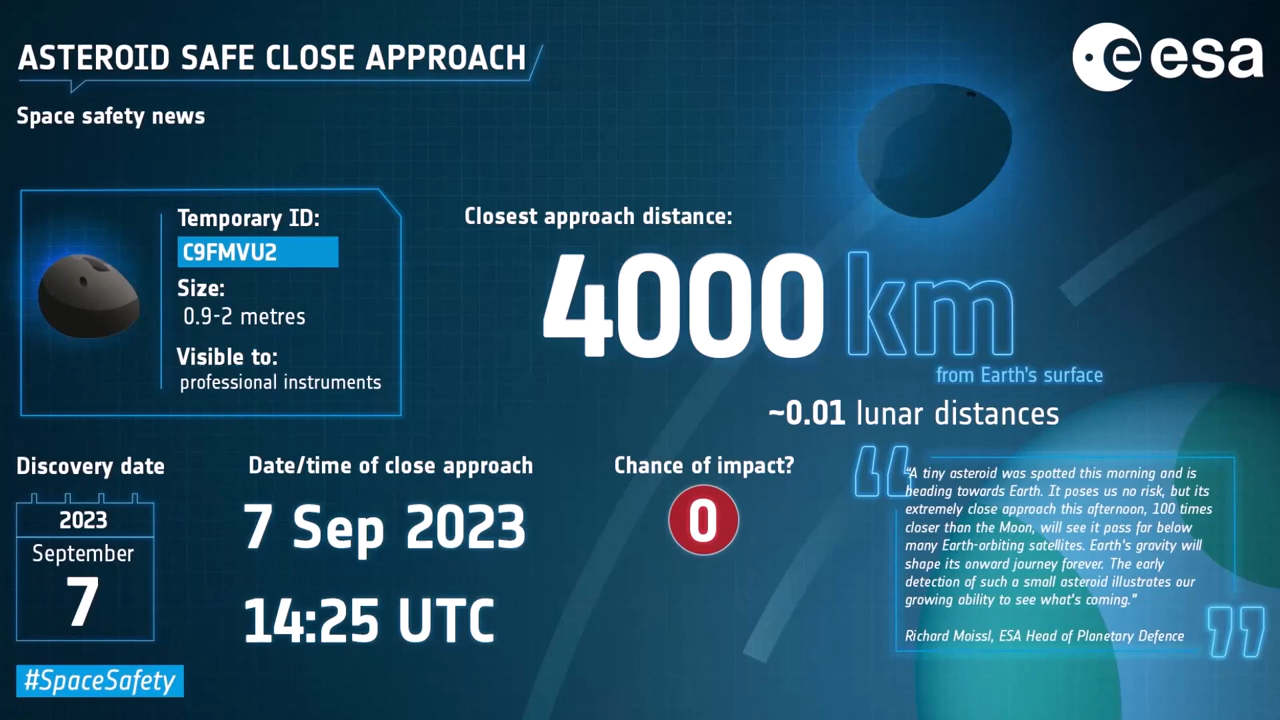 ASTEROID SAFE CLOSE APPROACH
esa
Space safety news
Temporary ID:
C9FMVU2
Size:
0.9-2 metres
Visible to:
professional instruments
Closest approach distance:
4000 km
from Earth's surface
~0.01 lunar distances
Discovery date
2023
September
7
Date/time of close approach
7 Sep 2023
14:25 UTC
Chance of impact?
0
“A tiny asteroid was spotted this morning and is
heading towards Earth. It poses us no risk, but its
extremely close approach this afternoon, 100 times
closer than the Moon, will see it pass far below
many Earth-orbiting satellites. Earth's gravity will
shape its onward journey forever. The early
detection of such a small asteroid illustrates our
growing ability to see what's coming.”
Richard Moissl, ESA Head of Planetary Defence
#SpaceSafety